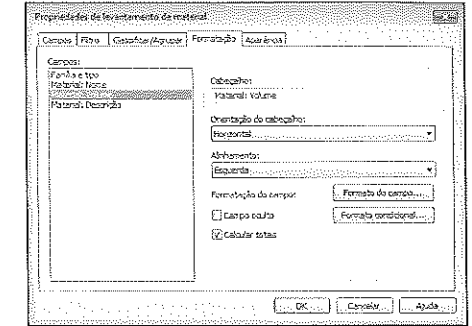 Propriedades de levantamento de material
Campos Filtro Classificar/Agrupar Formatação Aparência
Campos:
Família e tipo
Material: Nome
Material: Descrição
Cabeçalho:
Material: Volume
Orientação do cabeçalho:
Horizontal
Alinhamento:
Esquerda
Formatação do campo:
Formato do campo...
Campo oculto
Formato condicional...
Calcular totais
OK Cancelar Ajuda